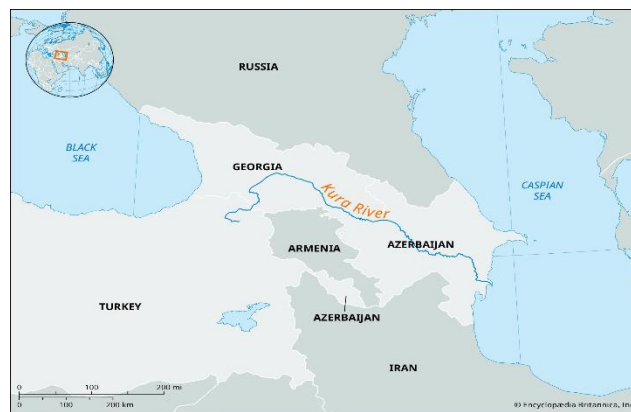 RUSSIA
BLACK
SEA
GEORGIA
Kura River
CASPIAN
SEA
ARMENIA
AZERBAIJAN
TURKEY
AZERBAIJAN
IRAN
0 100 200 mi
0 100 200 km
© Encyclopædia Britannica, Inc